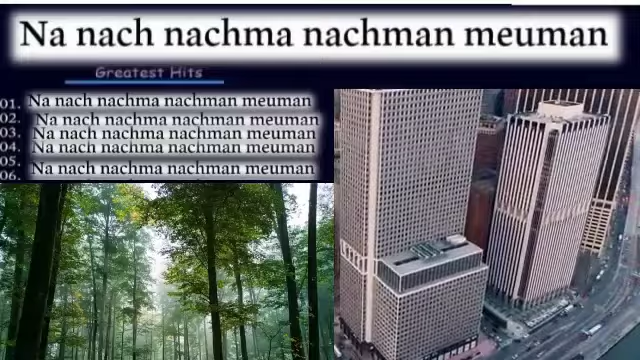 Na nach nachma nachman meuman
Greatest Hits
01. Na nach nachma nachman meuman
02. Na nach nachma nachman meuman
03. Na nach nachma nachman meuman
04. Na nach nachma nachman meuman
05. Na nach nachma nachman meuman
06.